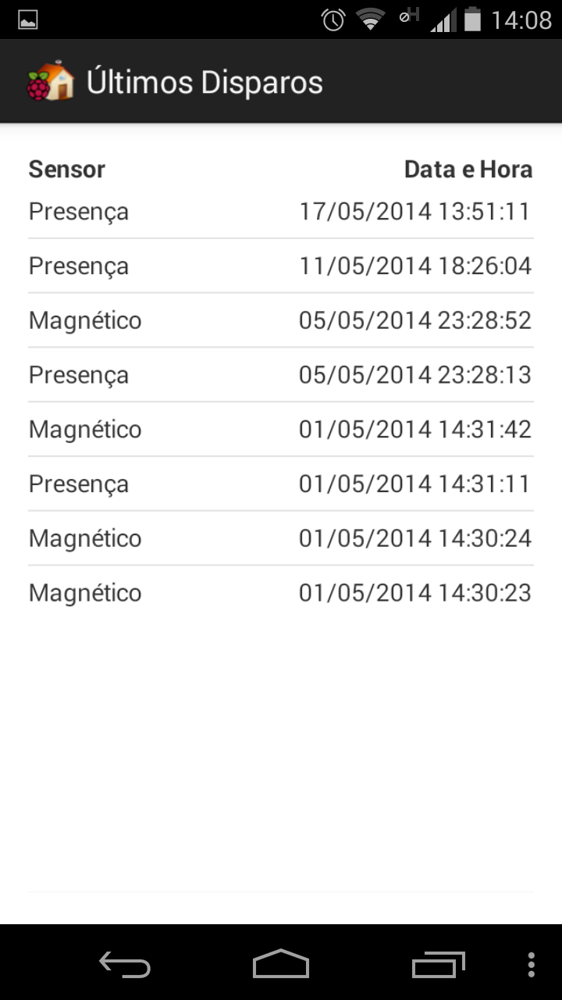 14:08
Últimos Disparos
Sensor Data e Hora
Presença 17/05/2014 13:51:11
Presença 11/05/2014 18:26:04
Magnético 05/05/2014 23:28:52
Presença 05/05/2014 23:28:13
Magnético 01/05/2014 14:31:42
Presença 01/05/2014 14:31:11
Magnético 01/05/2014 14:30:24
Magnético 01/05/2014 14:30:23